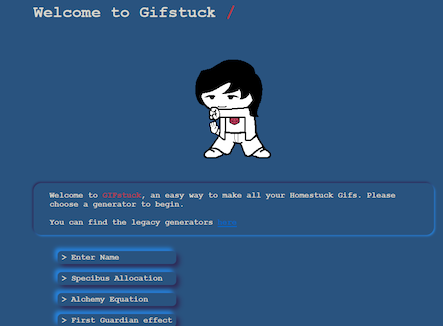 Welcome to Gifstuck /
Welcome to GIFstuck, an easy way to make all your Homestuck Gifs. Please
choose a generator to begin.
You can find the legacy generators here
> Enter Name
> Specibus Allocation
> Alchemy Equation
> First Guardian effect